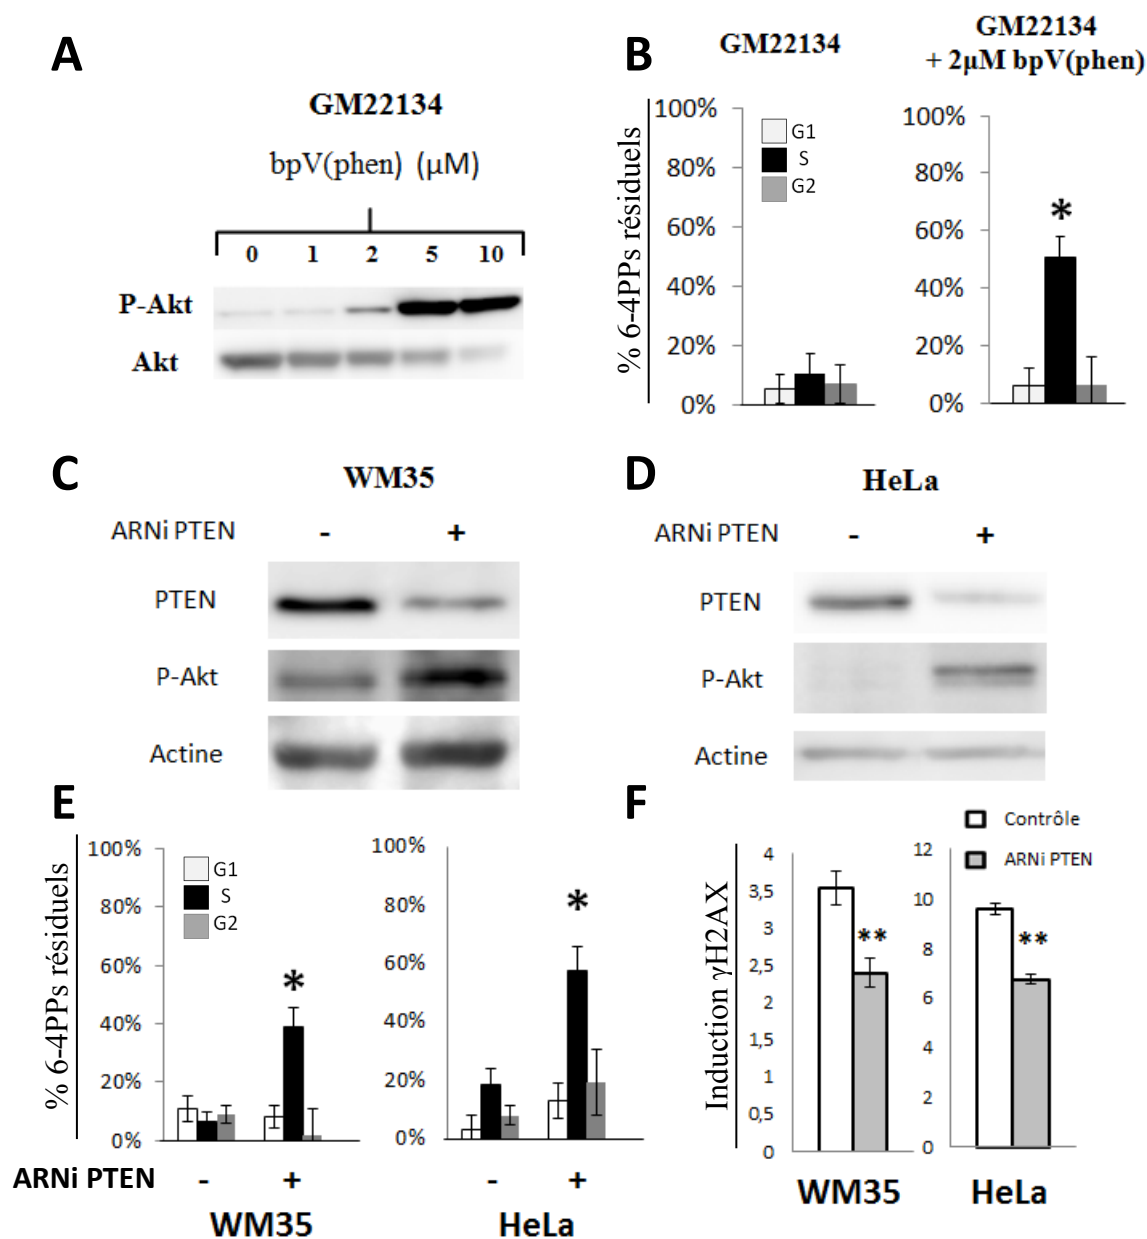 A
GM22134
bpV(phen) (µM)
0 1 2 5 10
P-Akt
Akt
B
GM22134
GM22134
+ 2µM bpV(phen)
% 6-4PPs résiduels
100%
80%
60%
40%
20%
0%
G1
S
G2
100%
80%
60%
40%
20%
0%
*
C
WM35
ARNi PTEN - +
PTEN
P-Akt
Actine
D
HeLa
ARNi PTEN - +
PTEN
P-Akt
Actine
E
% 6-4PPs résiduels
100%
80%
60%
40%
20%
0%
G1
S
G2
*
100%
80%
60%
40%
20%
0%
*
ARNi PTEN - + - +
WM35 HeLa
F
Contrôle
ARNi PTEN
Induction γH2AX
4
3,5
3
2,5
2
1,5
1
0,5
0
**
12
10
8
6
4
2
0
**
WM35 HeLa